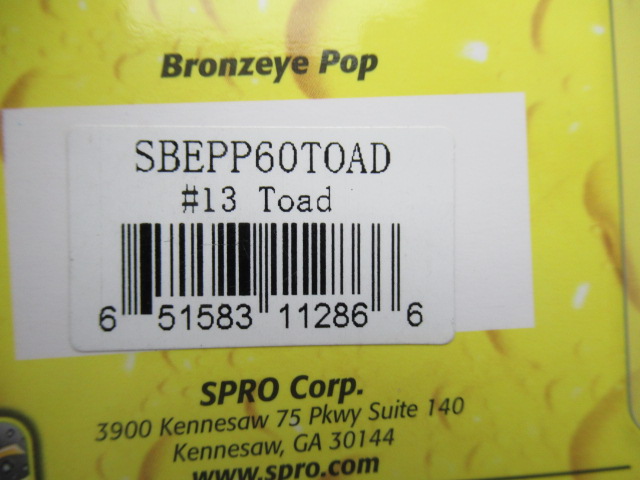 Bronzeye Pop
SBEPP60TOAD
#13 Toad
6 51583 11286 6
SPRO Corp.
3900 Kennesaw 75 Pkwy Suite 140
Kennesaw, GA 30144
www.spro.com